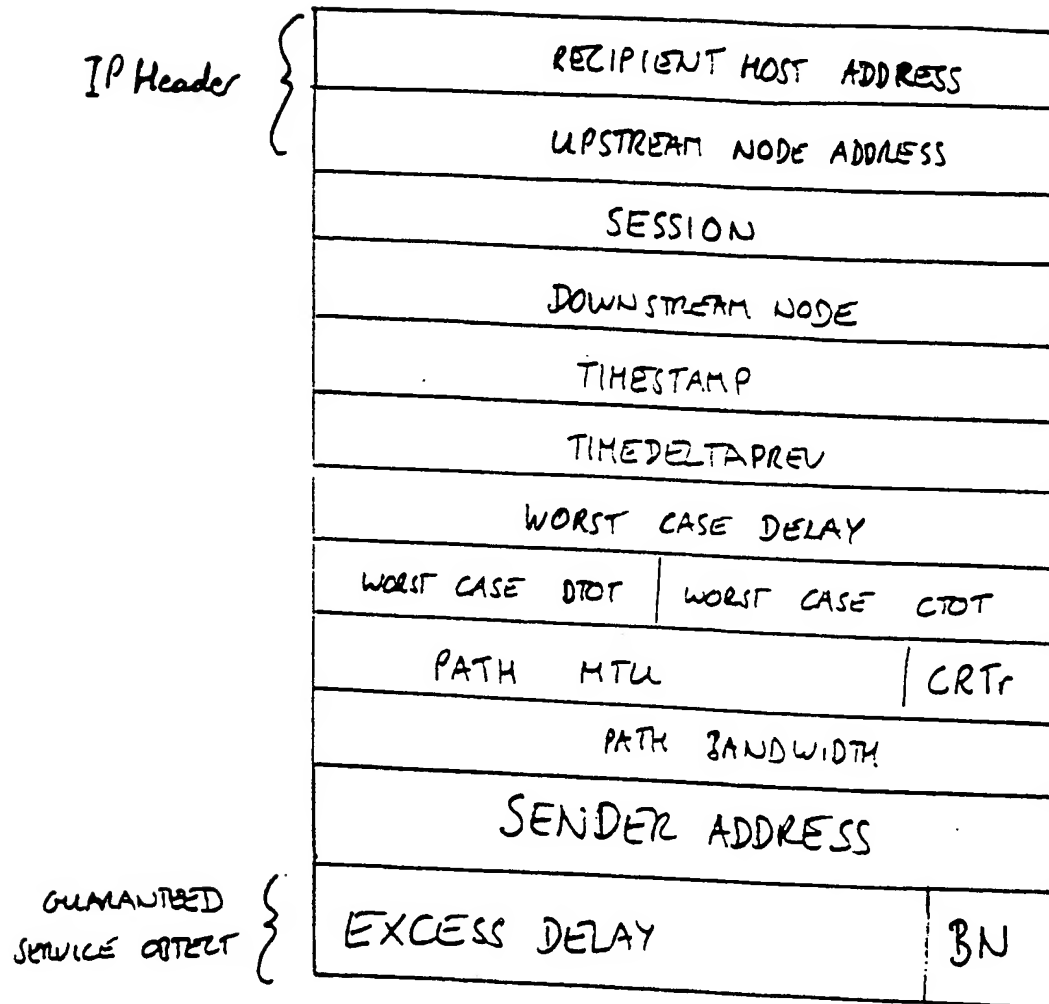 IP Header
RECIPIENT HOST ADDRESS
UPSTREAM NODE ADDRESS
SESSION
DOWNSTREAM NODE
TIMESTAMP
TIMEDELTAPREV
WORST CASE DELAY
WORST CASE DTOT
WORST CASE CTOT
PATH MTU
CRTr
PATH BANDWIDTH
SENDER ADDRESS
GUARANTEED
SERVICE OBJECT
EXCESS DELAY
BN